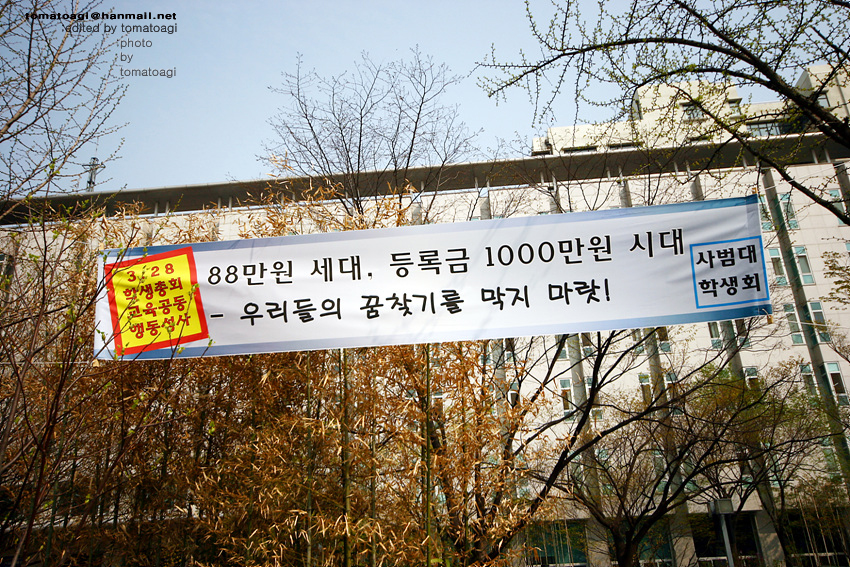 tomatoagi@hanmail.net
edited by tomatoagi
photo
by
tomatoagi
3.28
학생총회
교육공동
행동성사
88만원 세대, 등록금 1000만원 시대
- 우리들의 꿈찾기를 막지 마랏!
사범대
학생회